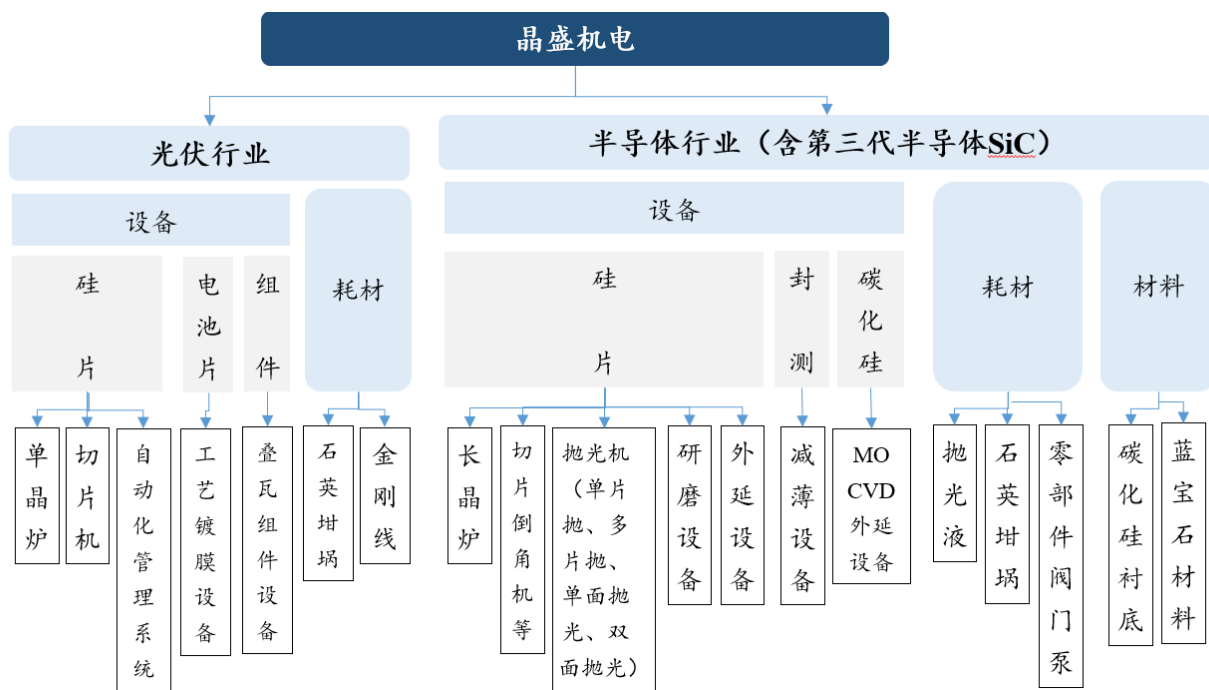 晶盛机电
光伏行业
半导体行业（含第三代半导体SiC）
设备
耗材
设备
耗材
材料
硅片
电池片
组件
硅片
封测
碳化硅
单晶炉
切片机
自动化管理系统
工艺镀膜设备
叠瓦组件设备
石英坩埚
金刚线
长晶炉
切片倒角机等
抛光机
（单片
抛、多
片抛、
单面抛
光、双
面抛光）
研磨设备
外延设备
减薄设备
MO
CVD
外延
设备
抛光液
石英坩埚
零部件阀门泵
碳化硅衬底
蓝宝石材料